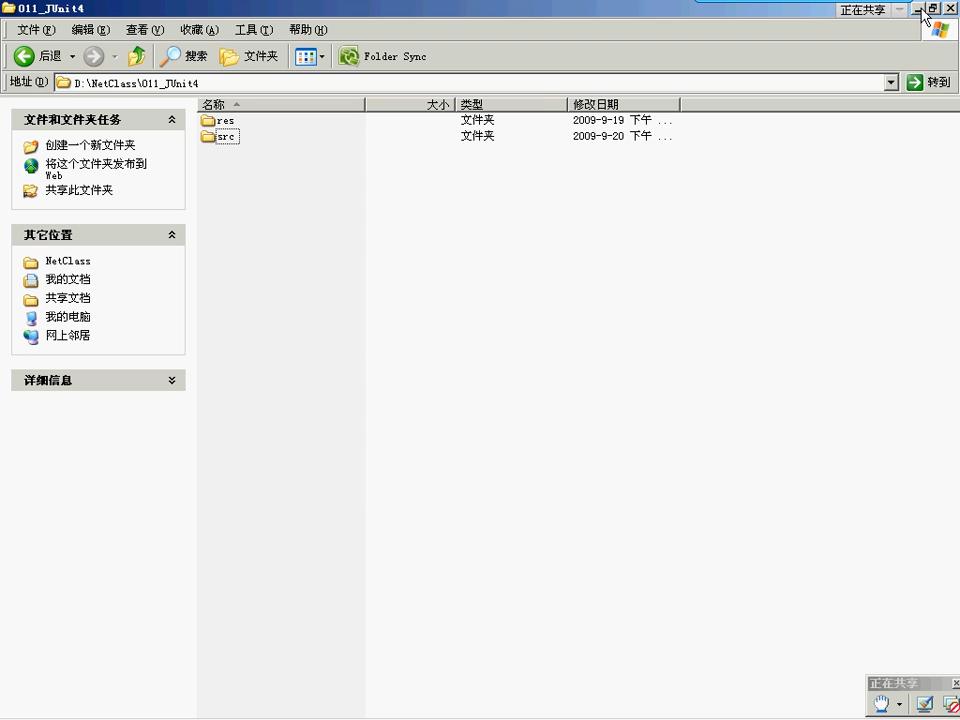 011_JUnit4
正在共享
文件(F) 编辑(E) 查看(V) 收藏(A) 工具(T) 帮助(H)
后退 搜索 文件夹 Folder Sync
地址(D) D:\NetClass\011_JUnit4 转到
名称 大小 类型 修改日期
res 文件夹 2009-9-19 下午 ...
src 文件夹 2009-9-20 下午 ...
文件和文件夹任务
创建一个新文件夹
将这个文件夹发布到
Web
共享此文件夹
其它位置
NetClass
我的文档
共享文档
我的电脑
网上邻居
详细信息
正在共享